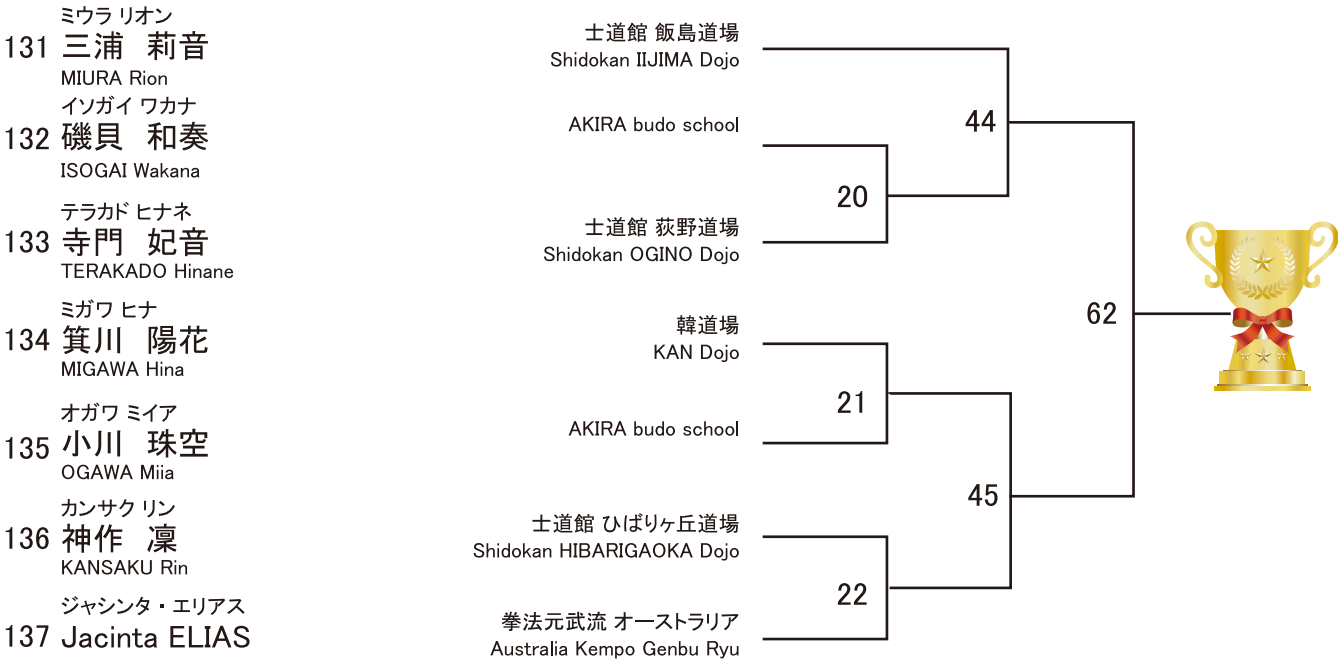 ミウラ リオン
131 三浦 莉音
MIURA Rion
士道館 飯島道場
Shidokan IIJIMA Dojo
イソガイ ワカナ
132 磯貝 和奏
ISOGAI Wakana
AKIRA budo school
テラカド ヒナネ
133 寺門 妃音
TERAKADO Hinane
士道館 荻野道場
Shidokan OGINO Dojo
ミガワ ヒナ
134 箕川 陽花
MIGAWA Hina
韓道場
KAN Dojo
オガワ ミイア
135 小川 珠空
OGAWA Miia
AKIRA budo school
カンサク リン
136 神作 凜
KANSAKU Rin
士道館 ひばりヶ丘道場
Shidokan HIBARIGAOKA Dojo
ジャシンタ・エリアス
137 Jacinta ELIAS
拳法元武流 オーストラリア
Australia Kempo Genbu Ryu
44
20
62
21
45
22